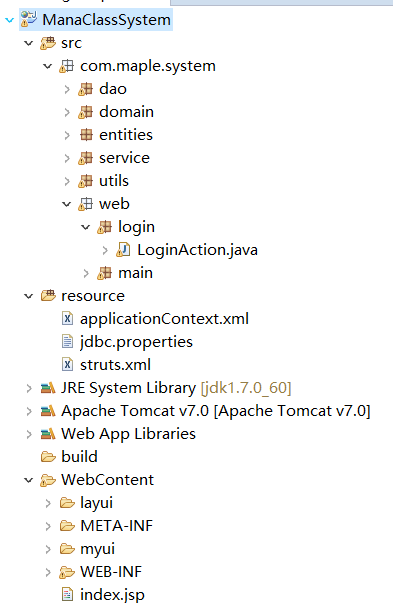 ManaClassSystem
src
com.maple.system
dao
domain
entities
service
utils
web
login
LoginAction.java
main
resource
applicationContext.xml
jdbc.properties
struts.xml
JRE System Library [jdk1.7.0_60]
Apache Tomcat v7.0 [Apache Tomcat v7.0]
Web App Libraries
build
WebContent
layui
META-INF
myui
WEB-INF
index.jsp